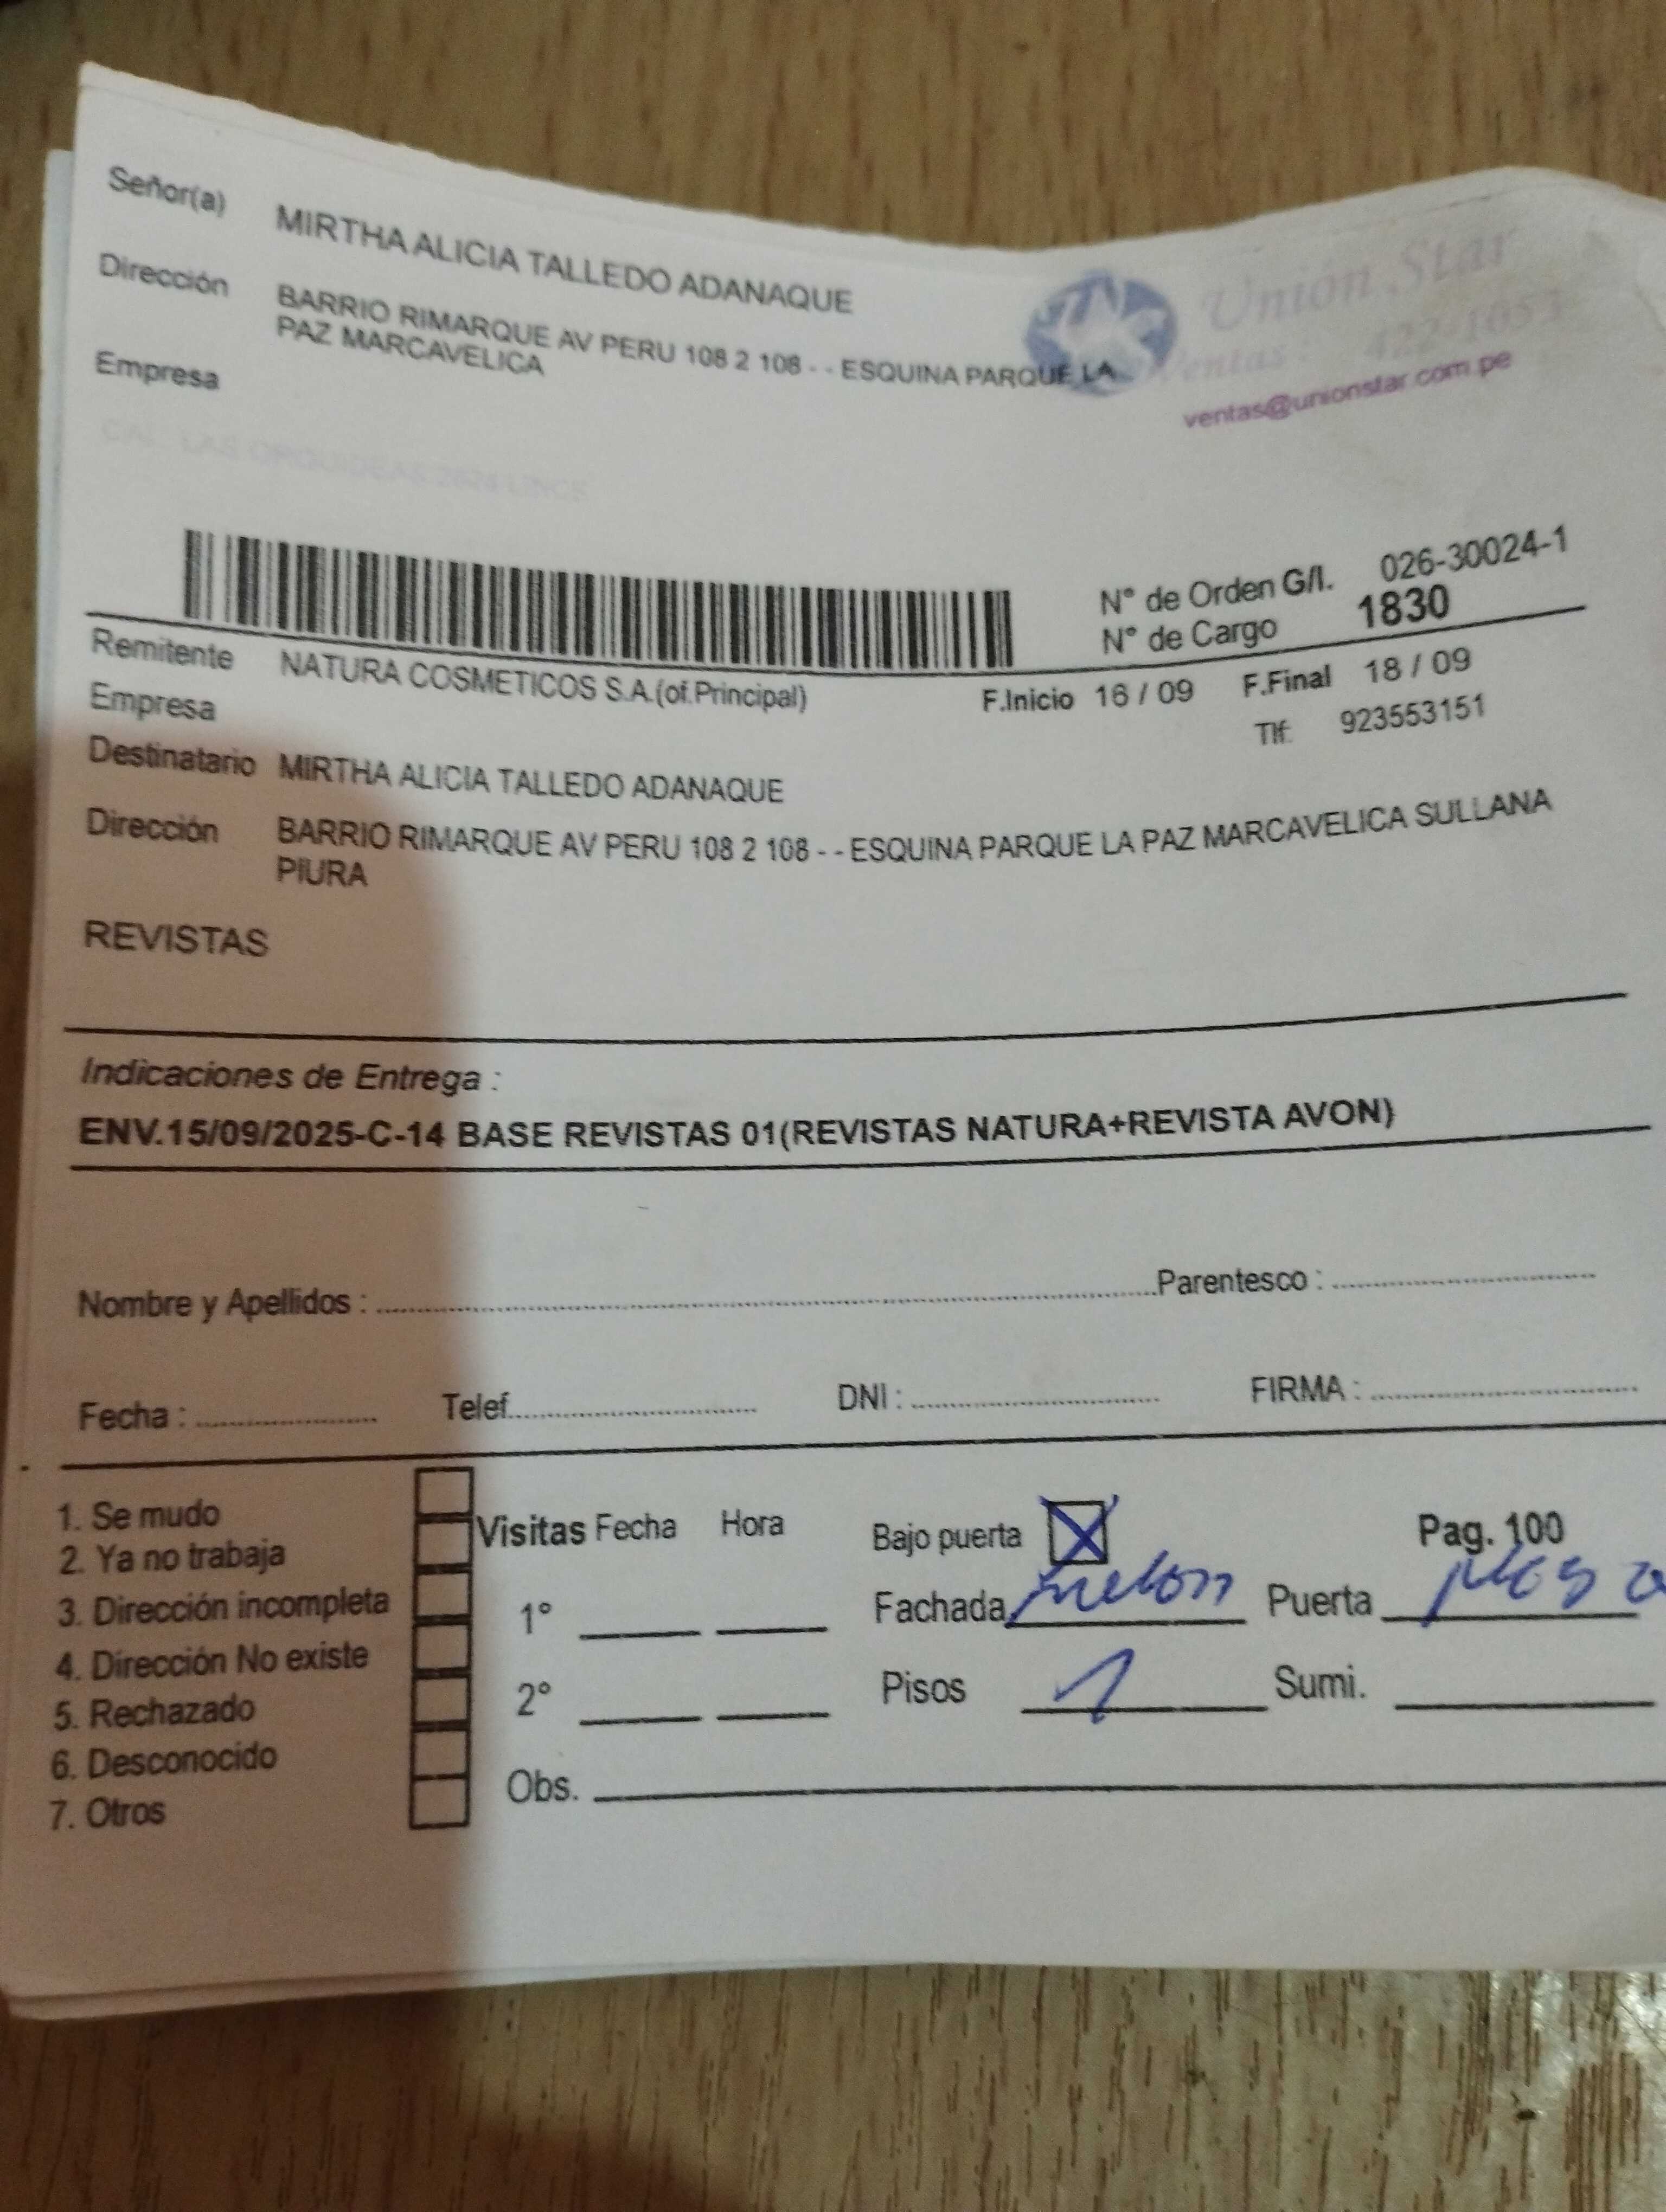 Señor(a) MIRTHA ALICIA TALLEDO ADANAQUE
Dirección BARRIO RIMARQUE AV PERU 108 2 108 - - ESQUINA PARQUE LA
PAZ MARCAVELICA
Empresa
Unión Star
Ventas: 422-1053
ventas@unionstar.com.pe
LAS ORQUIDEAS LINCE
N° de Orden G/I. 026-30024-1
N° de Cargo 1830
Remitente NATURA COSMETICOS S.A.(of.Principal) F.Inicio 16 / 09 F.Final 18 / 09
Empresa Tlf: 923553151
Destinatario MIRTHA ALICIA TALLEDO ADANAQUE
Dirección BARRIO RIMARQUE AV PERU 108 2 108 - - ESQUINA PARQUE LA PAZ MARCAVELICA SULLANA
PIURA
REVISTAS
Indicaciones de Entrega :
ENV.15/09/2025-C-14 BASE REVISTAS 01(REVISTAS NATURA+REVISTA AVON)
Nombre y Apellidos : Parentesco :
Fecha : Telef. DNI : FIRMA :
1. Se mudo
2. Ya no trabaja
3. Dirección incompleta
4. Dirección No existe
5. Rechazado
6. Desconocido
7. Otros
Visitas Fecha Hora
1°
2°
Obs.
Bajo puerta X Pag. 100
Fachada Puerta
Pisos 1 Sumi.